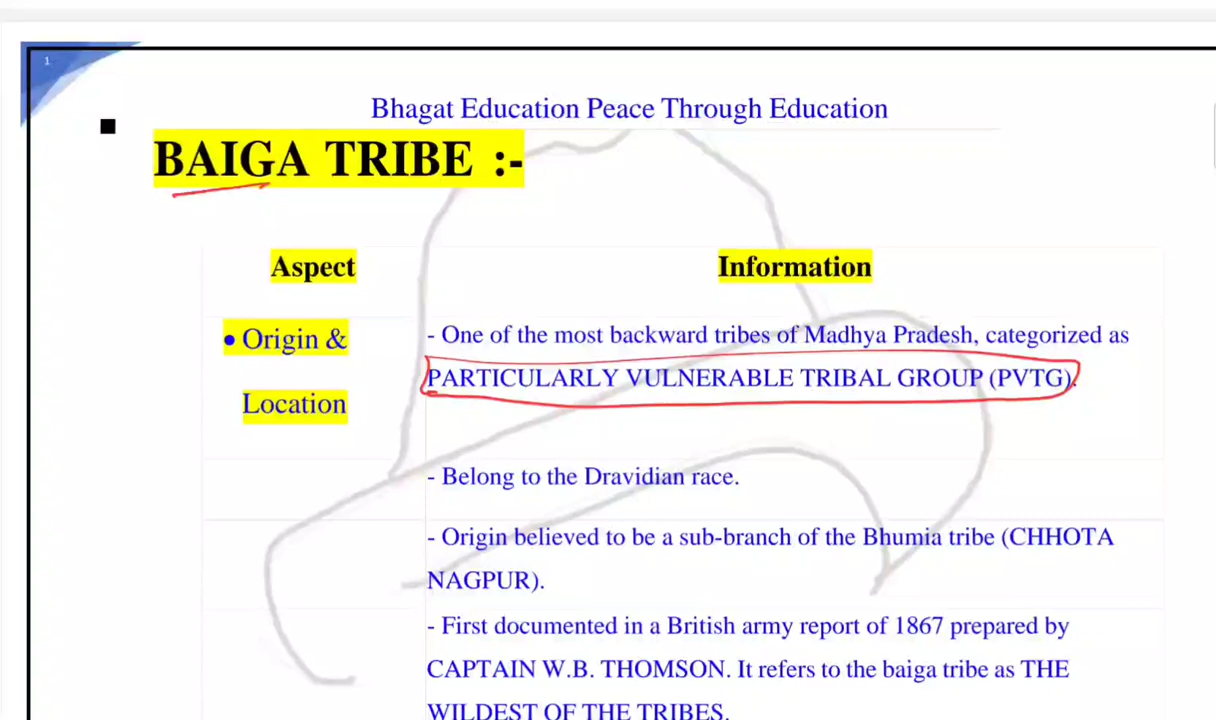 1
Bhagat Education Peace Through Education
■ BAIGA TRIBE :-
Aspect Information
• Origin & Location
- One of the most backward tribes of Madhya Pradesh, categorized as
PARTICULARLY VULNERABLE TRIBAL GROUP (PVTG).
- Belong to the Dravidian race.
- Origin believed to be a sub-branch of the Bhumia tribe (CHHOTA
NAGPUR).
- First documented in a British army report of 1867 prepared by
CAPTAIN W.B. THOMSON. It refers to the baiga tribe as THE
WILDEST OF THE TRIBES.